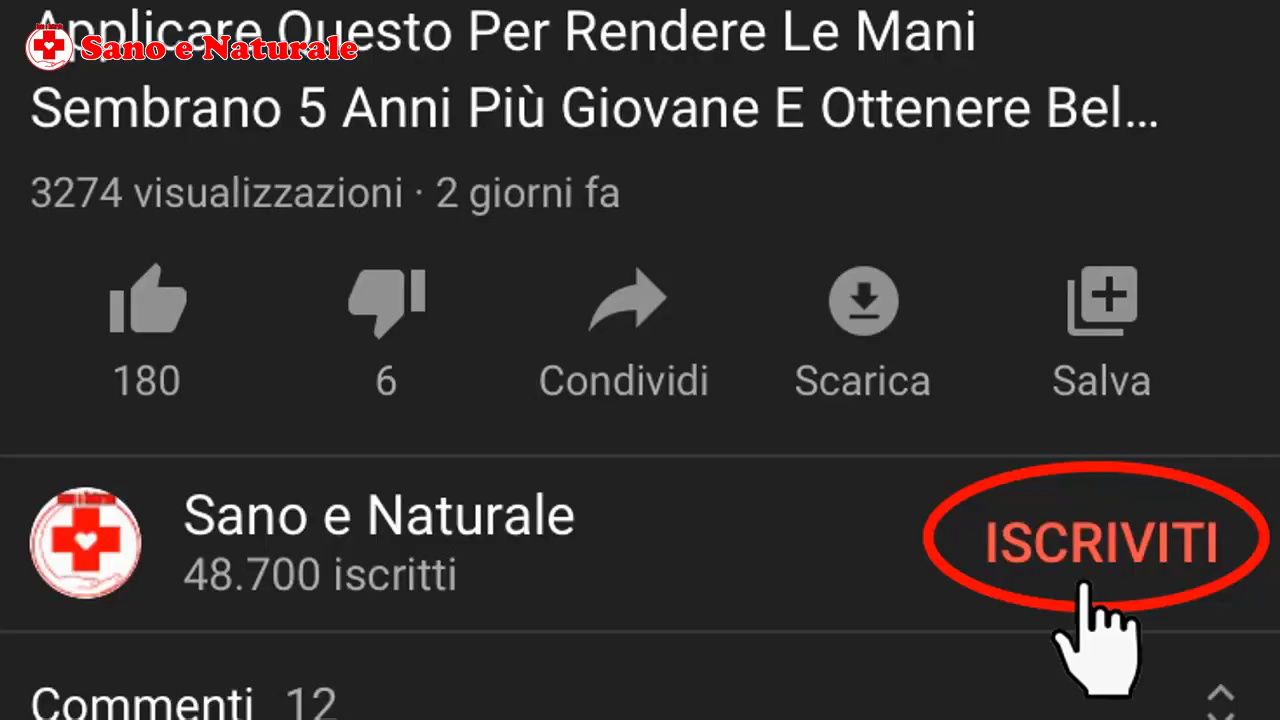 Applicare Questo Per Rendere Le Mani
Sano e Naturale
Sembrano 5 Anni Più Giovane E Ottenere Bel...
3274 visualizzazioni · 2 giorni fa
180
6
Condividi
Scarica
Salva
Sano e Naturale
48.700 iscritti
ISCRIVITI
Commenti 12